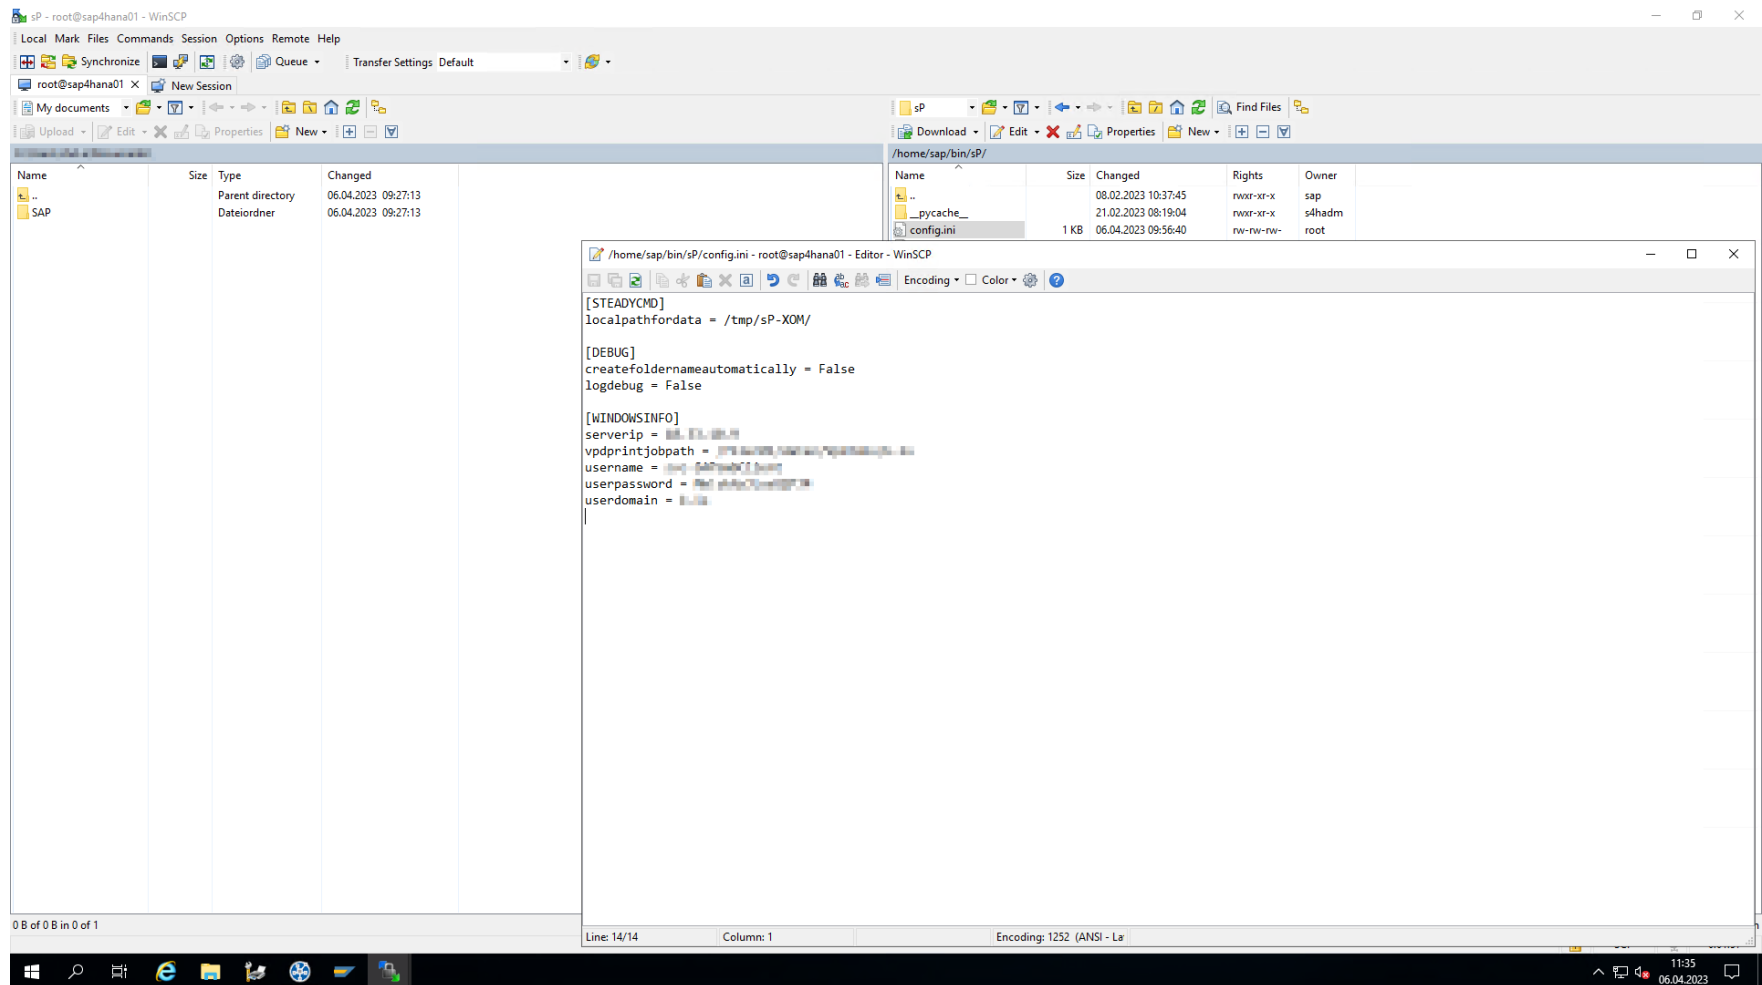 sP - root@sap4hana01 - WinSCP
Local Mark Files Commands Session Options Remote Help
Synchronize Queue Transfer Settings Default
root@sap4hana01 New Session
My documents
Upload Edit Properties New
Name Size Type Changed
.. Parent directory 06.04.2023 09:27:13
SAP Dateiordner 06.04.2023 09:27:13
0 B of 0 B in 0 of 1
sP Find Files
Download Edit Properties New
/home/sap/bin/sP/
Name Size Changed Rights Owner
.. 08.02.2023 10:37:45 rwxr-xr-x sap
__pycache__ 21.02.2023 08:19:04 rwxr-xr-x s4hadm
config.ini 1 KB 06.04.2023 09:56:40 rw-rw-rw- root
/home/sap/bin/sP/config.ini - root@sap4hana01 - Editor - WinSCP
Encoding Color
[STEADYCMD]
localpathfordata = /tmp/sP-XOM/
[DEBUG]
createfoldernameautomatically = False
logdebug = False
[WINDOWSINFO]
serverip =
vpdprintjobpath =
username =
userpassword =
userdomain =
Line: 14/14 Column: 1 Encoding: 1252 (ANSI - La
11:35
06.04.2023